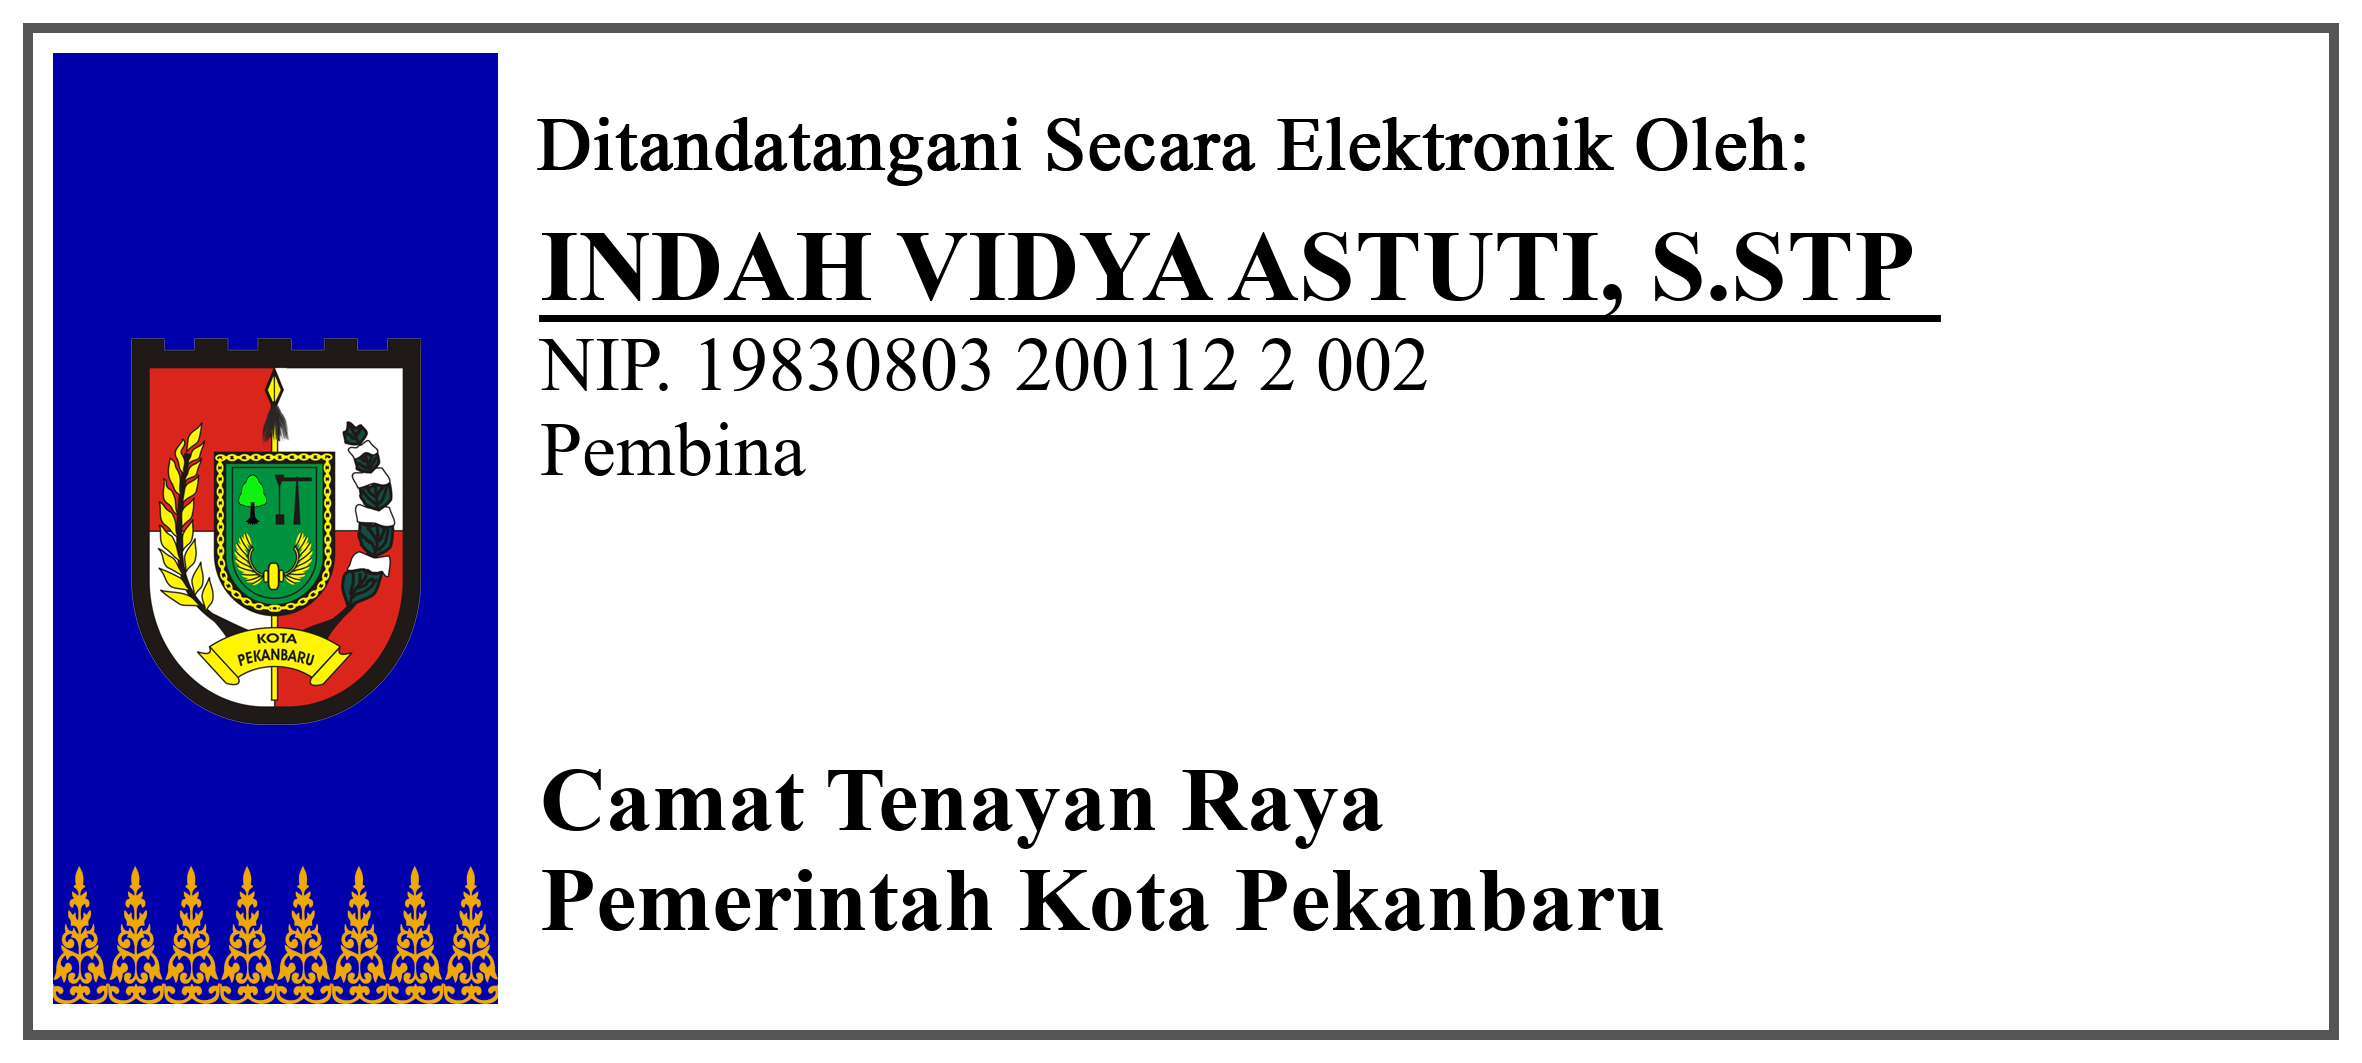 Ditandatangani Secara Elektronik Oleh:
INDAH VIDYA ASTUTI, S.STP
NIP. 19830803 200112 2 002
Pembina
KOTA
PEKANBARU
Camat Tenayan Raya
Pemerintah Kota Pekanbaru